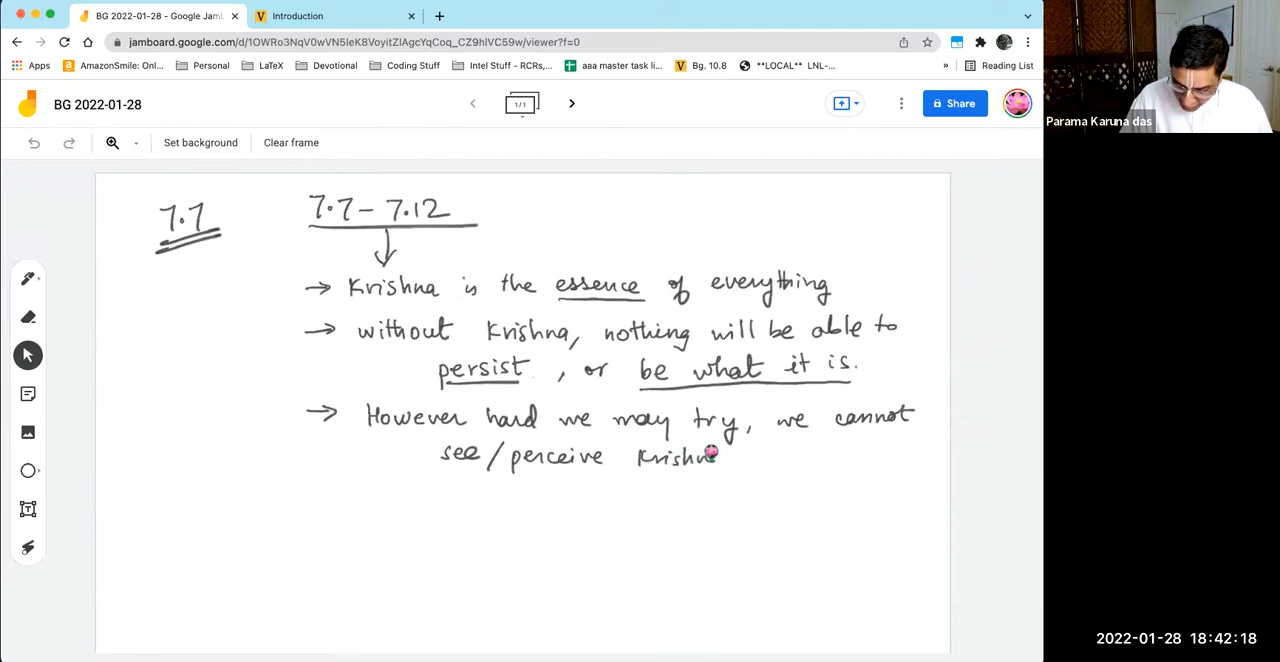 BG 2022-01-28 - Google Jam
Introduction
jamboard.google.com/d/1OWRo3NqV0wVN5leK8VoyitZlAgcYqCoq_CZ9hlVC59w/viewer?f=0
Apps AmazonSmile: Onl... Personal LaTeX Devotional Coding Stuff Intel Stuff - RCRs,... aaa master task li... Bg. 10.8 **LOCAL** LNL-... » Reading List
BG 2022-01-28
1/1
Share
Parama Karuna das
Set background Clear frame
7.7 7.7 - 7.12
→ Krishna is the essence of everything
→ without Krishna, nothing will be able to
persist, or be what it is.
→ However hard we may try, we cannot
see/perceive Krishn
2022-01-28 18:42:18